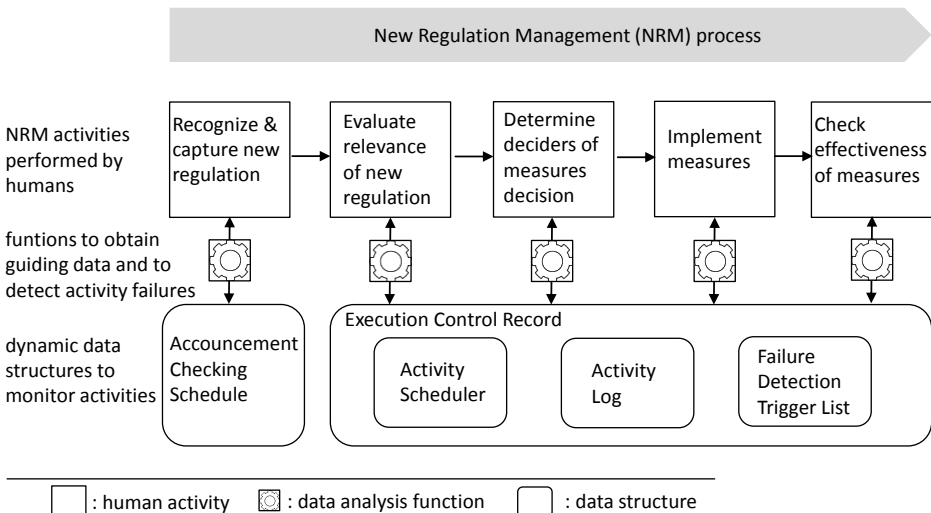 New Regulation Management (NRM) process
NRM activities
performed by
humans
Recognize &
capture new
regulation
Evaluate
relevance
of new
regulation
Determine
deciders of
measures
decision
Implement
measures
Check
effectiveness
of measures
funtions to obtain
guiding data and to
detect activity failures
dynamic data
structures to
monitor activities
Accouncement
Checking
Schedule
Execution Control Record
Activity
Scheduler
Activity
Log
Failure
Detection
Trigger List
: human activity
: data analysis function
: data structure